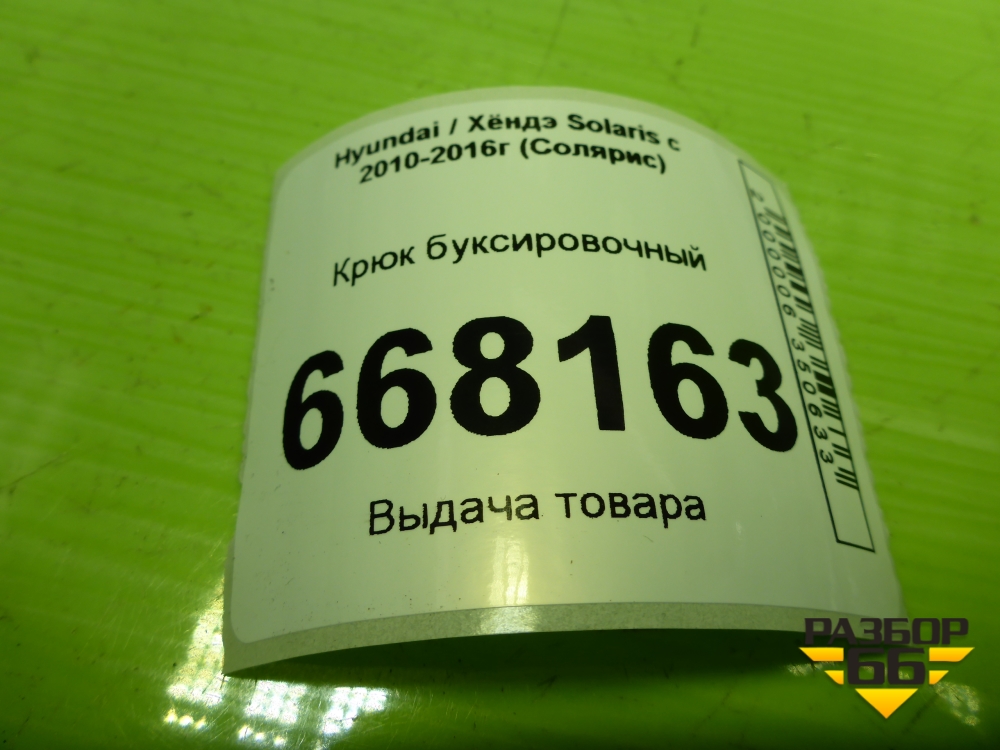 Hyundai / Хёндэ Solaris с
2010-2016г (Солярис)
Крюк буксировочный
668163
Выдача товара
2000006350633
РАЗБОР
66